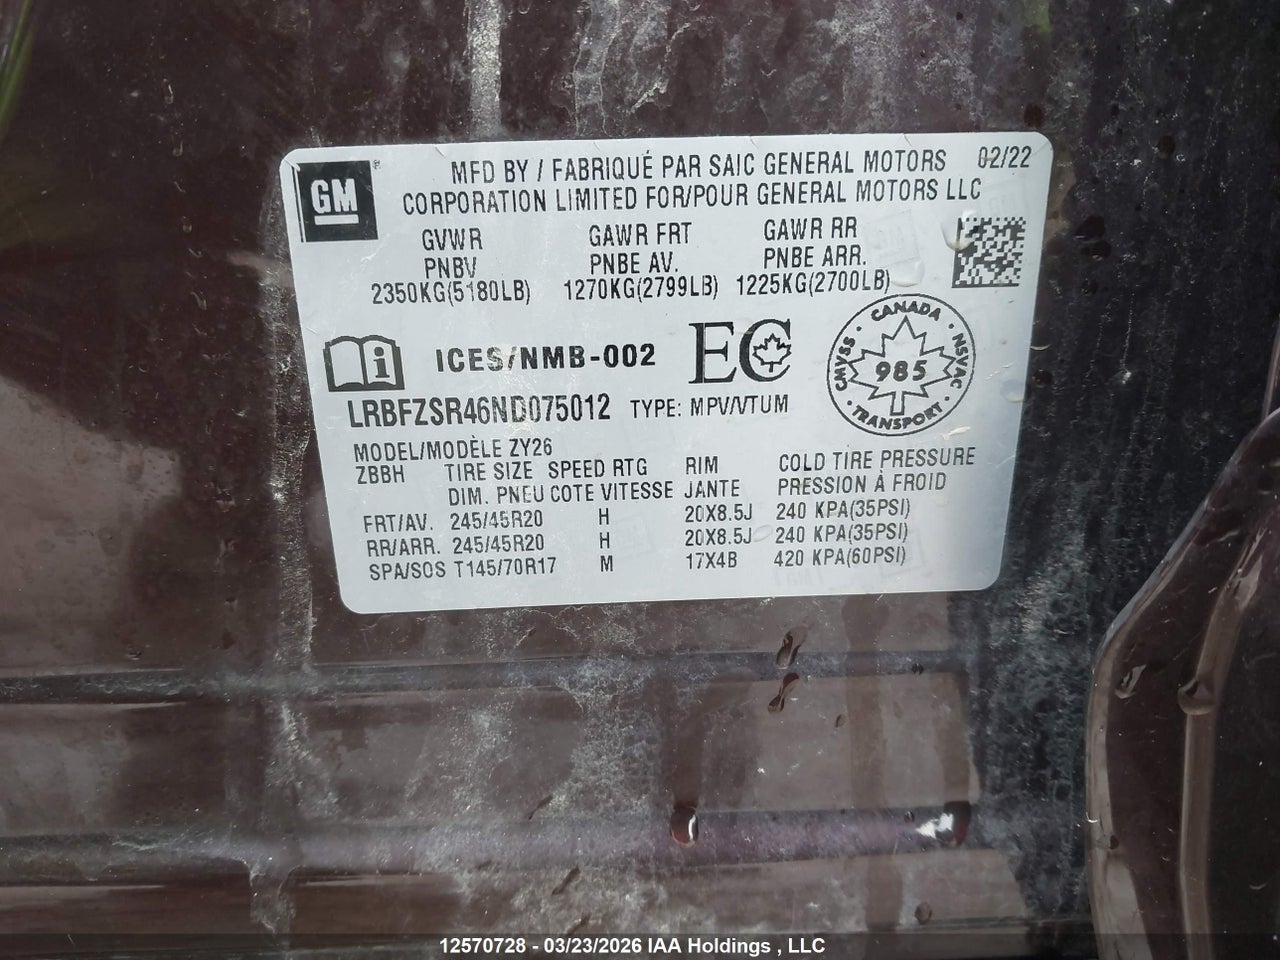 GM
MFD BY / FABRIQUÉ PAR SAIC GENERAL MOTORS 02/22
CORPORATION LIMITED FOR/POUR GENERAL MOTORS LLC
GVWR GAWR FRT GAWR RR
PNBV PNBE AV. PNBE ARR.
2350KG(5180LB) 1270KG(2799LB) 1225KG(2700LB)
i ICES/NMB-002 EC
CANADA
CMVSS 985 NSVAC
TRANSPORT
LRBFZSR46ND075012 TYPE: MPV/VTUM
MODEL/MODÈLE ZY26
ZBBH TIRE SIZE SPEED RTG RIM COLD TIRE PRESSURE
DIM. PNEU COTE VITESSE JANTE PRESSION À FROID
FRT/AV. 245/45R20 H 20X8.5J 240 KPA(35PSI)
RR/ARR. 245/45R20 H 20X8.5J 240 KPA(35PSI)
SPA/SOS T145/70R17 M 17X4B 420 KPA(60PSI)
12570728 - 03/23/2026 IAA Holdings , LLC